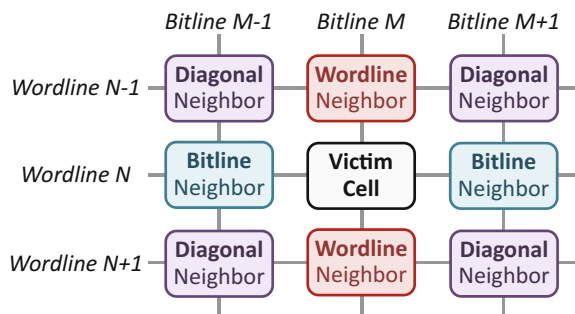 Bitline M-1 Bitline M Bitline M+1
Wordline N-1
Diagonal Wordline Diagonal
Neighbor Neighbor Neighbor
Wordline N
Bitline Victim Bitline
Neighbor Cell Neighbor
Wordline N+1
Diagonal Wordline Diagonal
Neighbor Neighbor Neighbor